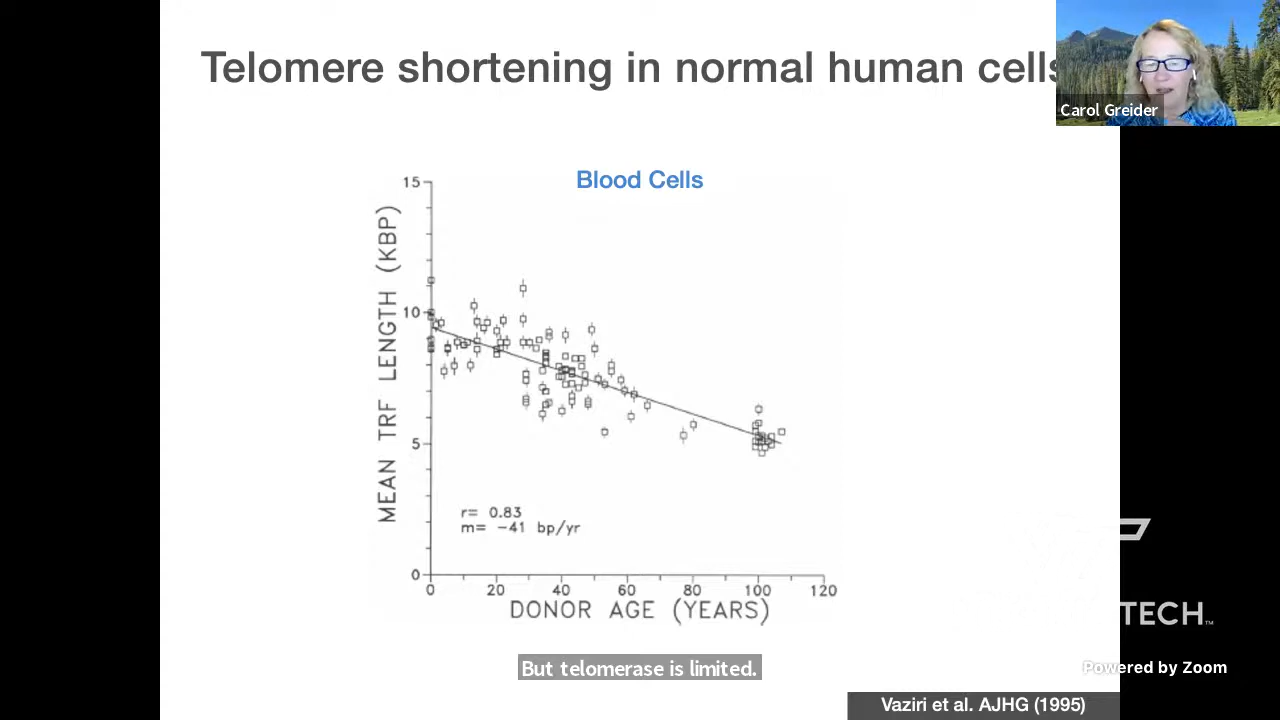 Telomere shortening in normal human cells
Carol Greider
Blood Cells
MEAN TRF LENGTH (KBP)
15
10
5
0
r= 0.83
m= -41 bp/yr
0 20 40 60 80 100 120
DONOR AGE (YEARS)
TECH™
But telomerase is limited.
Powered by Zoom
Vaziri et al. AJHG (1995)